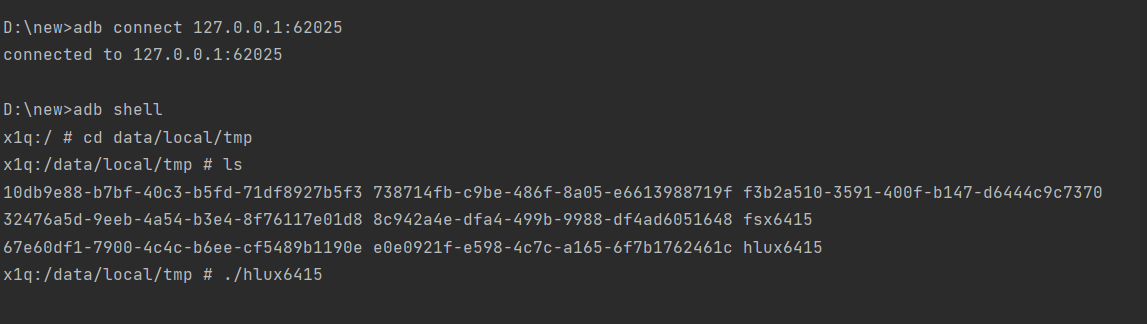 D:\new>adb connect 127.0.0.1:62025
connected to 127.0.0.1:62025
D:\new>adb shell
x1q:/ # cd data/local/tmp
x1q:/data/local/tmp # ls
10db9e88-b7bf-40c3-b5fd-71df8927b5f3 738714fb-c9be-486f-8a05-e6613988719f f3b2a510-3591-400f-b147-d6444c9c7370
32476a5d-9eeb-4a54-b3e4-8f76117e01d8 8c942a4e-dfa4-499b-9988-df4ad6051648 fsx6415
67e60df1-7900-4c4c-b6ee-cf5489b1190e e0e0921f-e598-4c7c-a165-6f7b1762461c hlux6415
x1q:/data/local/tmp # ./hlux6415